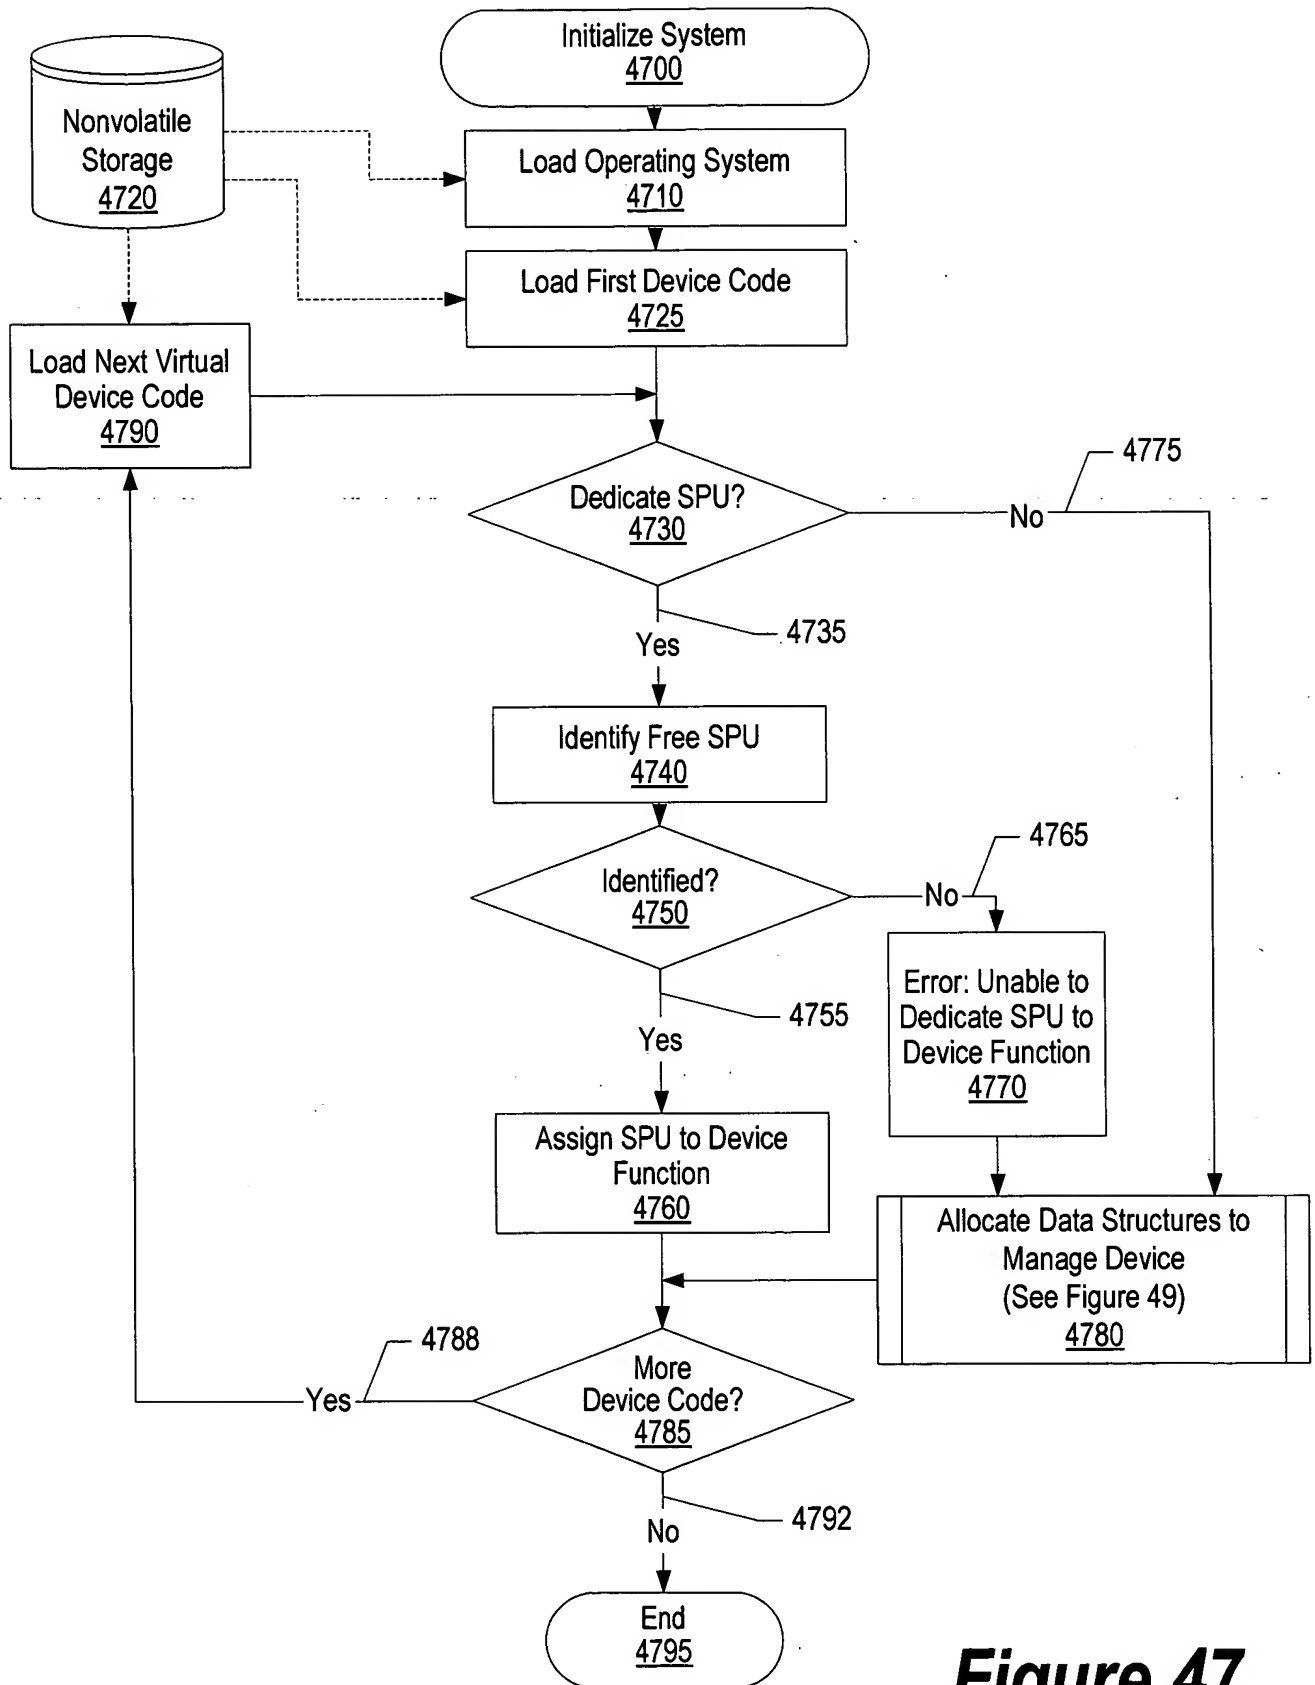 Initialize System
4700
Nonvolatile
Storage
4720
Load Operating System
4710
Load First Device Code
4725
Load Next Virtual
Device Code
4790
4775
Dedicate SPU?
4730
No
4735
Yes
Identify Free SPU
4740
4765
Identified?
4750
No
Error: Unable to
Dedicate SPU to
Device Function
4770
4755
Yes
Assign SPU to Device
Function
4760
Allocate Data Structures to
Manage Device
(See Figure 49)
4780
4788
More
Device Code?
4785
Yes
4792
No
End
4795
Figure 47